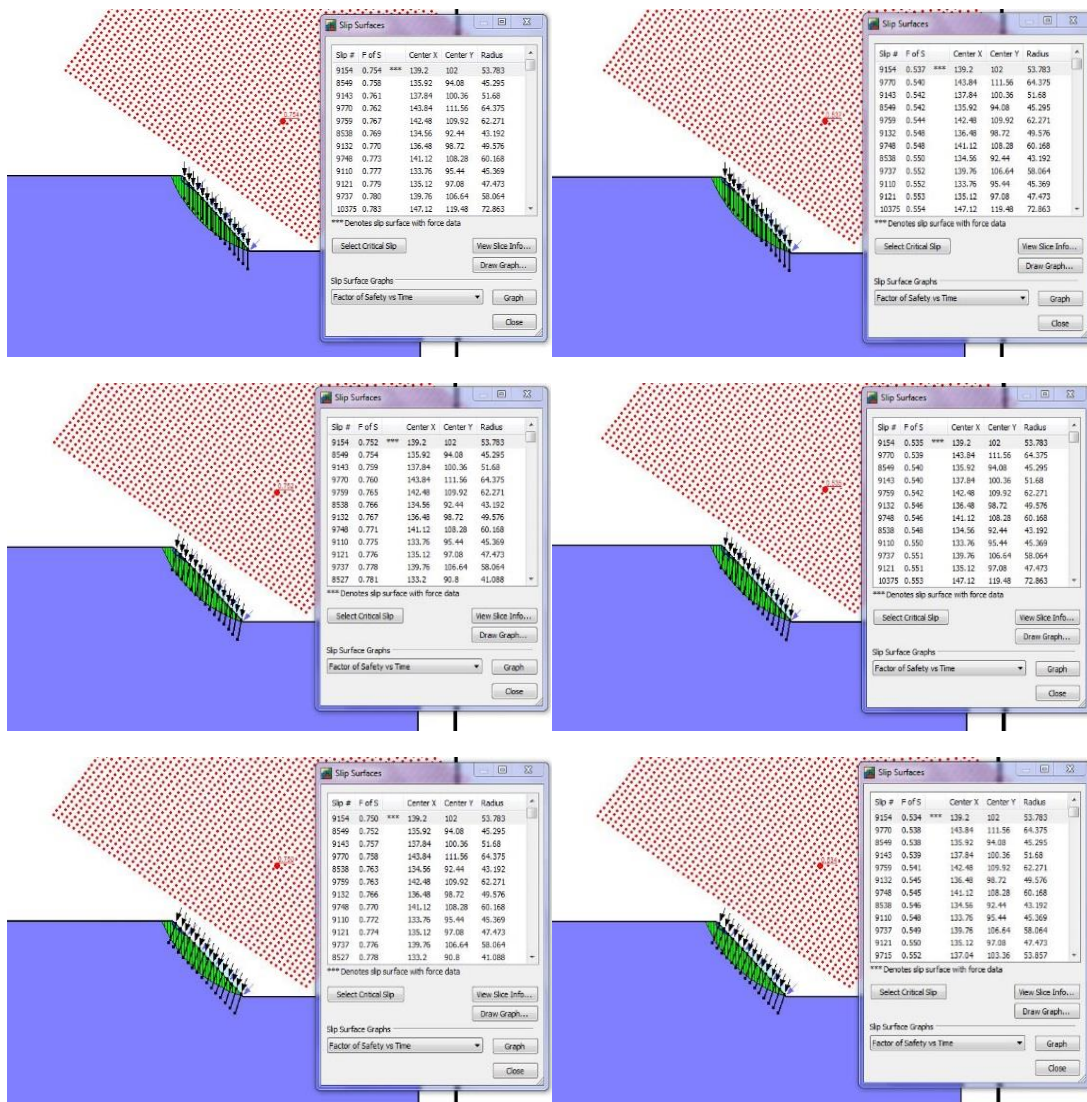 Slip Surfaces
Slip # F of S Center X Center Y Radius
9154 0.754 *** 139.2 102 53.783
8549 0.758 135.92 94.08 45.295
9143 0.761 137.84 100.36 51.68
9770 0.762 143.84 111.56 64.375
9759 0.767 142.48 109.92 62.271
8538 0.769 134.56 92.44 43.192
9132 0.770 136.48 98.72 49.576
9748 0.773 141.12 108.28 60.168
9110 0.777 133.76 95.44 45.369
9121 0.779 135.12 97.08 47.473
9737 0.780 139.76 106.64 58.064
10375 0.783 147.12 119.48 72.863
*** Denotes slip surface with force data
Select Critical Slip View Slice Info...
Draw Graph...
Slip Surface Graphs
Factor of Safety vs Time Graph
Close
Slip Surfaces
Slip # F of S Center X Center Y Radius
9154 0.537 *** 139.2 102 53.783
9770 0.540 143.84 111.56 64.375
9143 0.542 137.84 100.36 51.68
8549 0.542 135.92 94.08 45.295
9759 0.544 142.48 109.92 62.271
9132 0.548 136.48 98.72 49.576
9748 0.548 141.12 108.28 60.168
8538 0.550 134.56 92.44 43.192
9737 0.552 139.76 106.64 58.064
9110 0.552 133.76 95.44 45.369
9121 0.553 135.12 97.08 47.473
10375 0.554 147.12 119.48 72.863
*** Denotes slip surface with force data
Select Critical Slip View Slice Info...
Draw Graph...
Slip Surface Graphs
Factor of Safety vs Time Graph
Close
Slip Surfaces
Slip # F of S Center X Center Y Radius
9154 0.752 *** 139.2 102 53.783
8549 0.754 135.92 94.08 45.295
9143 0.759 137.84 100.36 51.68
9770 0.760 143.84 111.56 64.375
9759 0.765 142.48 109.92 62.271
8538 0.766 134.56 92.44 43.192
9132 0.767 136.48 98.72 49.576
9748 0.771 141.12 108.28 60.168
9110 0.775 133.76 95.44 45.369
9121 0.776 135.12 97.08 47.473
9737 0.778 139.76 106.64 58.064
8527 0.781 133.2 90.8 41.088
*** Denotes slip surface with force data
Select Critical Slip View Slice Info...
Draw Graph...
Slip Surface Graphs
Factor of Safety vs Time Graph
Close
Slip Surfaces
Slip # F of S Center X Center Y Radius
9154 0.535 *** 139.2 102 53.783
9770 0.539 143.84 111.56 64.375
8549 0.540 135.92 94.08 45.295
9143 0.540 137.84 100.36 51.68
9759 0.542 142.48 109.92 62.271
9132 0.546 136.48 98.72 49.576
9748 0.546 141.12 108.28 60.168
8538 0.548 134.56 92.44 43.192
9110 0.550 133.76 95.44 45.369
9737 0.551 139.76 106.64 58.064
9121 0.551 135.12 97.08 47.473
10375 0.553 147.12 119.48 72.863
*** Denotes slip surface with force data
Select Critical Slip View Slice Info...
Draw Graph...
Slip Surface Graphs
Factor of Safety vs Time Graph
Close
Slip Surfaces
Slip # F of S Center X Center Y Radius
9154 0.750 *** 139.2 102 53.783
8549 0.752 135.92 94.08 45.295
9143 0.757 137.84 100.36 51.68
9770 0.758 143.84 111.56 64.375
8538 0.763 134.56 92.44 43.192
9759 0.763 142.48 109.92 62.271
9132 0.766 136.48 98.72 49.576
9748 0.770 141.12 108.28 60.168
9110 0.772 133.76 95.44 45.369
9121 0.774 135.12 97.08 47.473
9737 0.776 139.76 106.64 58.064
8527 0.778 133.2 90.8 41.088
*** Denotes slip surface with force data
Select Critical Slip View Slice Info...
Draw Graph...
Slip Surface Graphs
Factor of Safety vs Time Graph
Close
Slip Surfaces
Slip # F of S Center X Center Y Radius
9154 0.534 *** 139.2 102 53.783
9770 0.538 143.84 111.56 64.375
8549 0.538 135.92 94.08 45.295
9143 0.539 137.84 100.36 51.68
9759 0.541 142.48 109.92 62.271
9132 0.545 136.48 98.72 49.576
9748 0.545 141.12 108.28 60.168
8538 0.546 134.56 92.44 43.192
9110 0.548 133.76 95.44 45.369
9737 0.549 139.76 106.64 58.064
9121 0.550 135.12 97.08 47.473
9715 0.552 137.04 103.36 53.857
*** Denotes slip surface with force data
Select Critical Slip View Slice Info...
Draw Graph...
Slip Surface Graphs
Factor of Safety vs Time Graph
Close